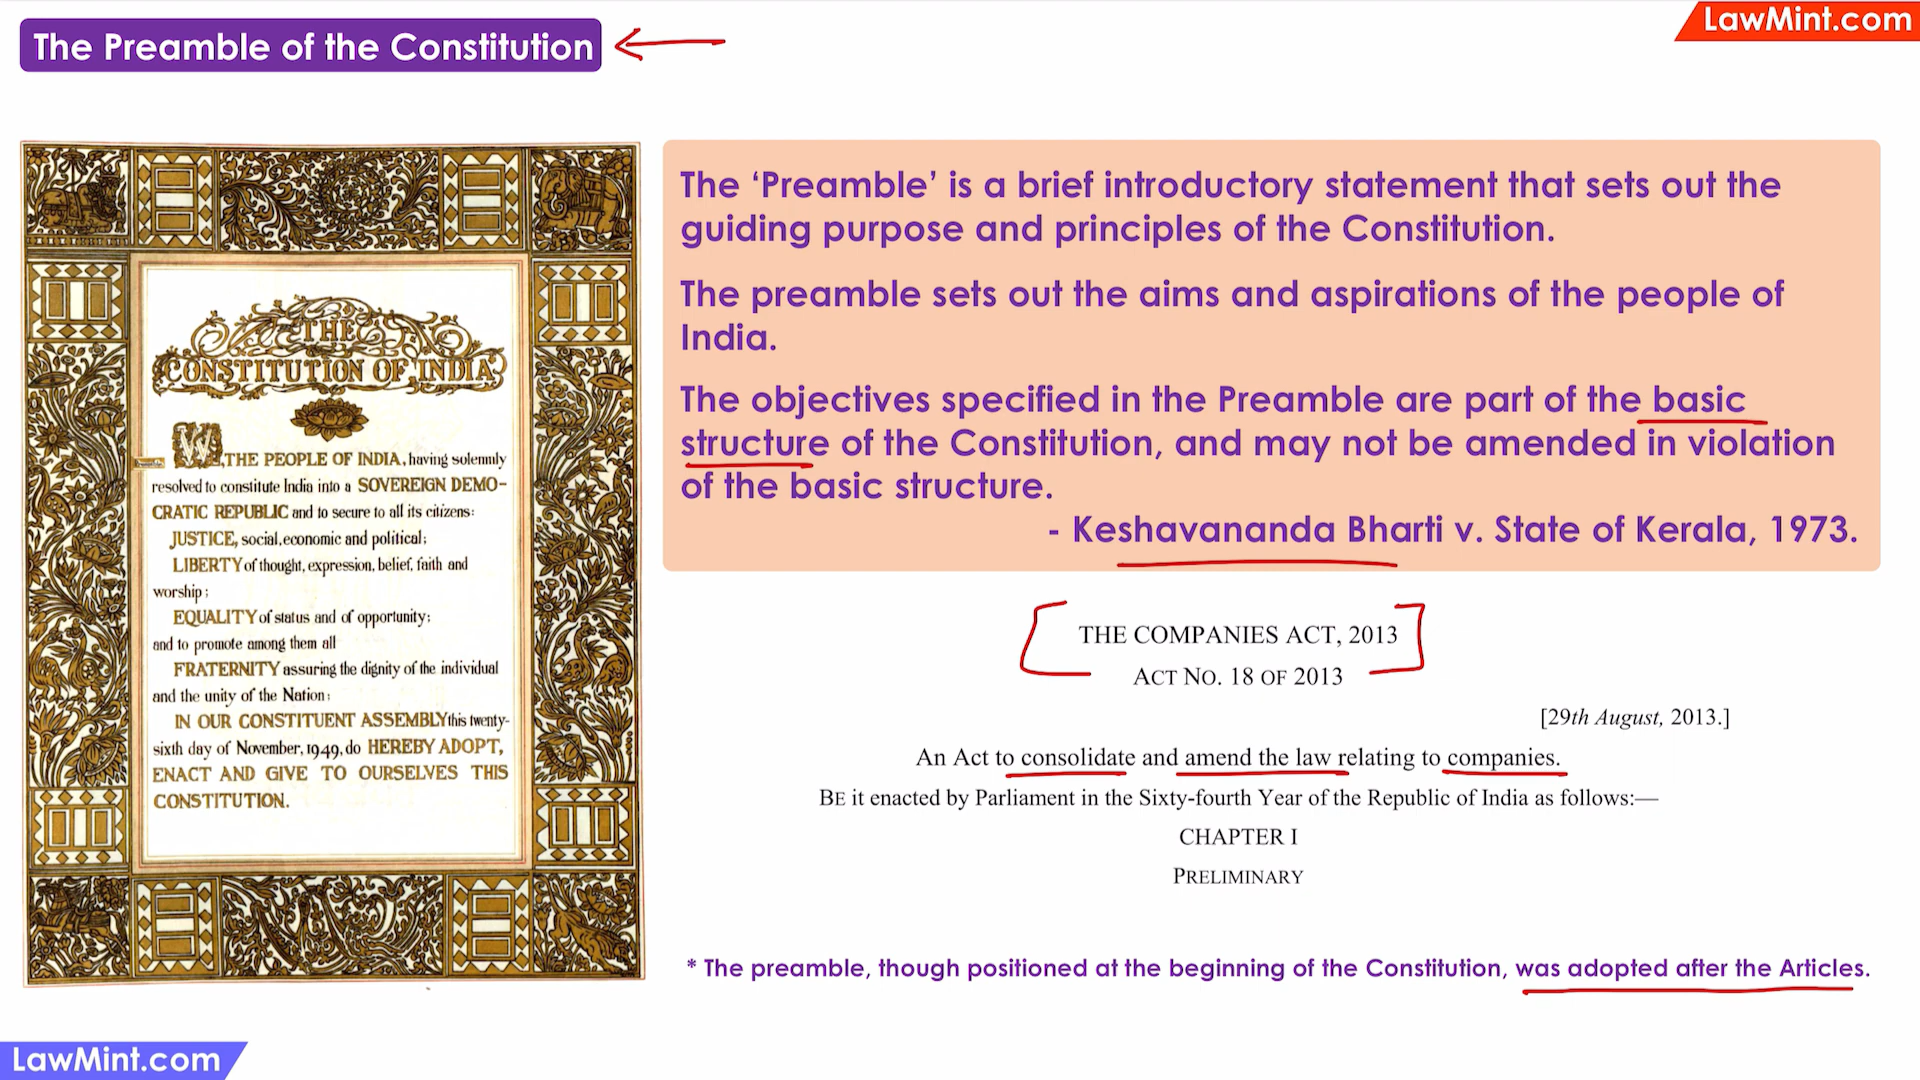 The Preamble of the Constitution
LawMint.com
THE
CONSTITUTION OF INDIA
WE, THE PEOPLE OF INDIA, having solemnly
resolved to constitute India into a SOVEREIGN DEMO-
CRATIC REPUBLIC and to secure to all its citizens:
JUSTICE, social, economic and political;
LIBERTY of thought, expression, belief, faith and
worship;
EQUALITY of status and of opportunity;
and to promote among them all
FRATERNITY assuring the dignity of the individual
and the unity of the Nation;
IN OUR CONSTITUENT ASSEMBLY this twenty-
sixth day of November, 1949, do HEREBY ADOPT,
ENACT AND GIVE TO OURSELVES THIS
CONSTITUTION.
The ‘Preamble’ is a brief introductory statement that sets out the
guiding purpose and principles of the Constitution.
The preamble sets out the aims and aspirations of the people of
India.
The objectives specified in the Preamble are part of the basic
structure of the Constitution, and may not be amended in violation
of the basic structure.
- Keshavananda Bharti v. State of Kerala, 1973.
THE COMPANIES ACT, 2013
ACT NO. 18 OF 2013
[29th August, 2013.]
An Act to consolidate and amend the law relating to companies.
BE it enacted by Parliament in the Sixty-fourth Year of the Republic of India as follows:—
CHAPTER I
PRELIMINARY
* The preamble, though positioned at the beginning of the Constitution, was adopted after the Articles.
LawMint.com